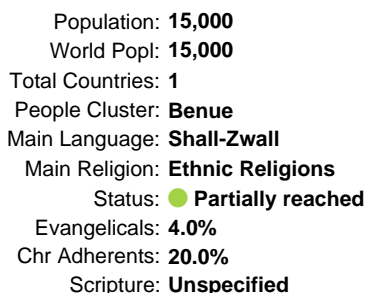 Population: 15,000
World Popl: 15,000
Total Countries: 1
People Cluster: Benue
Main Language: Shall-Zwall
Main Religion: Ethnic Religions
Status: Partially reached
Evangelicals: 4.0%
Chr Adherents: 20.0%
Scripture: Unspecified